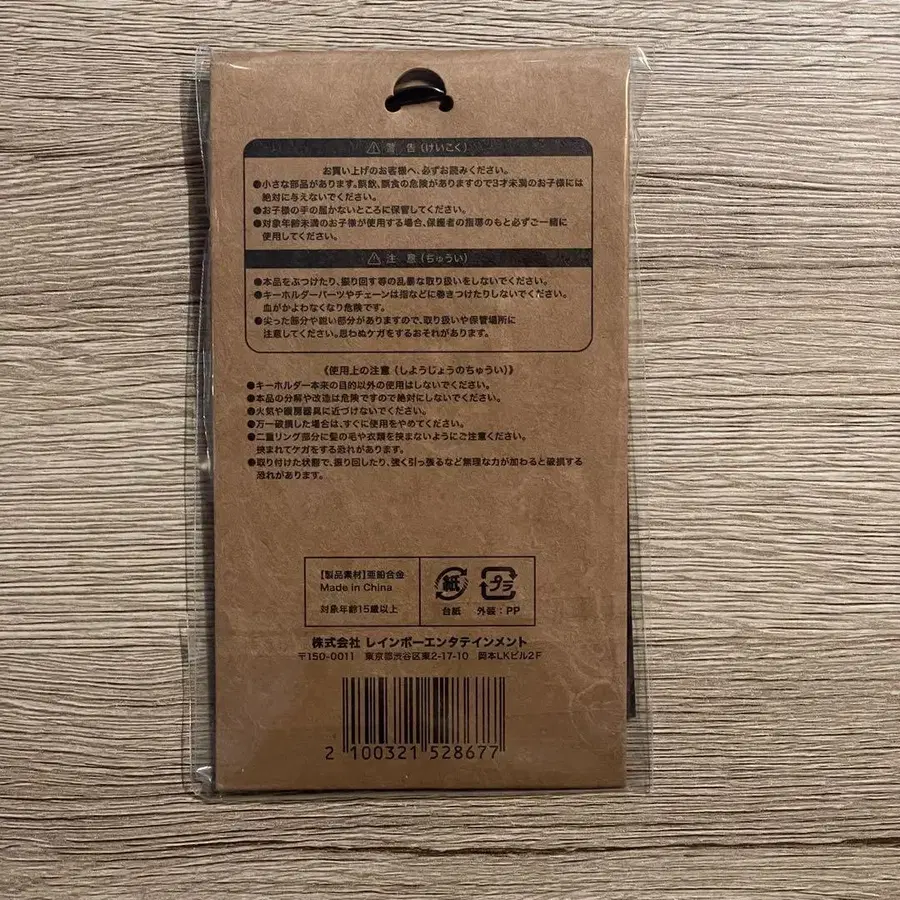 ⚠ 警 告 (けいこく)
お買い上げのお客様へ、必ずお読みください。
●小さな部品があります。誤飲、誤食の危険がありますので3才未満のお子様には
絶対に与えないでください。
●お子様の手の届かないところに保管してください。
●対象年齢未満のお子様が使用する場合、保護者の指導のもと必ずご一緒に
使用してください。
⚠ 注 意 (ちゅうい)
●本品をぶつけたり、振り回す等の乱暴な取り扱いをしないでください。
●キーホルダーパーツやチェーンは指などに巻きつけたりしないでください。
血がかよわなくなり危険です。
●尖った部分や鋭い部分がありますので、取り扱いや保管場所に
注意してください。思わぬケガをするおそれがあります。
《使用上の注意 (しようじょうのちゅうい)》
●キーホルダー本来の目的以外の使用はしないでください。
●本品の分解や改造は危険ですので絶対にしないでください。
●火気や暖房器具に近づけないでください。
●万一破損した場合は、すぐに使用をやめてください。
●二重リング部分に髪の毛や衣類を挟まないようにご注意ください。
挟まれてケガをする恐れがあります。
●取り付けた状態で、振り回したり、強く引っ張るなど無理な力が加わると破損する
恐れがあります。
【製品素材】亜鉛合金
Made in China
対象年齢15歳以上
紙
台紙
プラ
外装:PP
株式会社 レインボーエンタテインメント
〒150-0011 東京都渋谷区東2-17-10 岡本LKビル2F
2 100321 528677